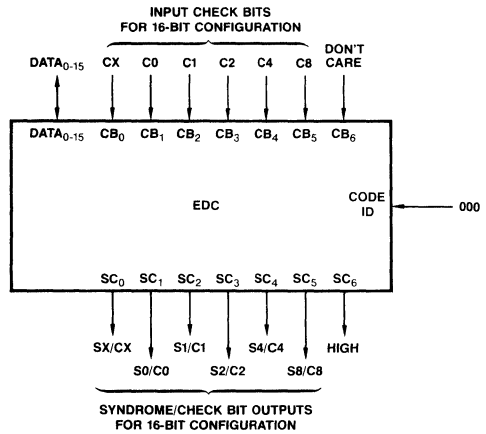 INPUT CHECK BITS
FOR 16-BIT CONFIGURATION
DATA0-15 CX C0 C1 C2 C4 C8 DON'T CARE
DATA0-15 CB0 CB1 CB2 CB3 CB4 CB5 CB6
EDC
CODE ID
000
SC0 SC1 SC2 SC3 SC4 SC5 SC6
SX/CX S1/C1 S4/C4 HIGH
S0/C0 S2/C2 S8/C8
SYNDROME/CHECK BIT OUTPUTS
FOR 16-BIT CONFIGURATION